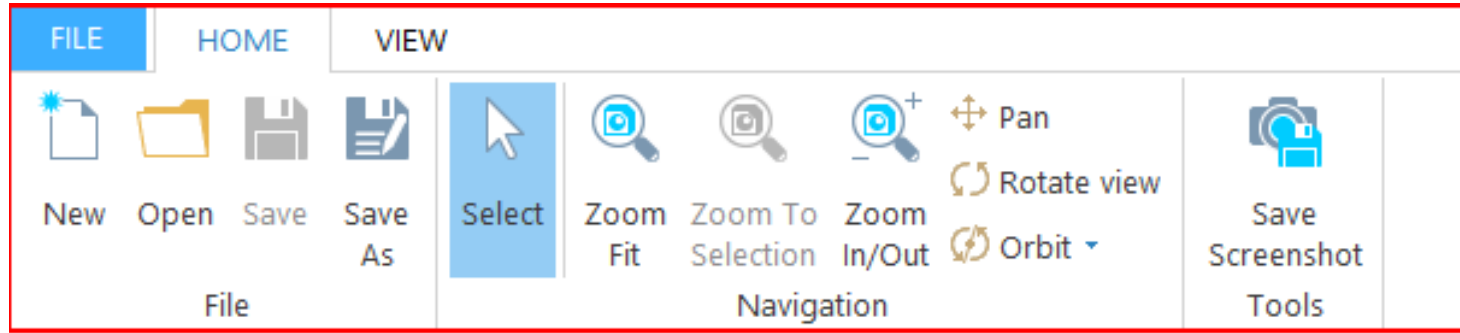 FILE HOME VIEW
New Open Save Save As
Select Zoom Fit Zoom To Selection Zoom In/Out
Pan
Rotate view
Orbit
Save Screenshot
File Navigation Tools